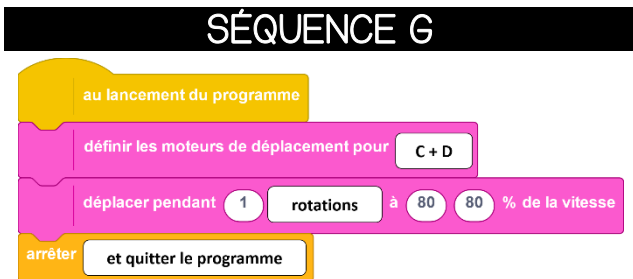 SÉQUENCE G
au lancement du programme
définir les moteurs de déplacement pour C + D
déplacer pendant 1 rotations à 80 80 % de la vitesse
arrêter et quitter le programme